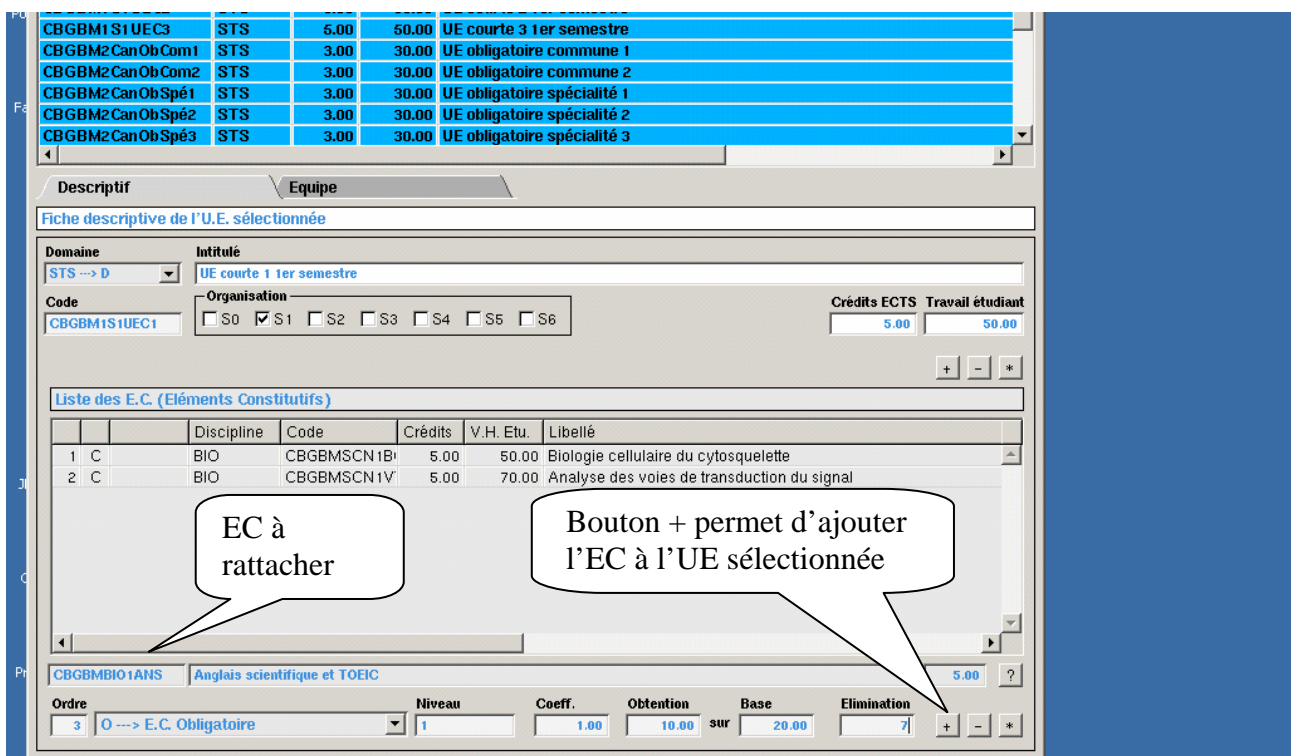 CBGBM1S1UEC3 STS 5.00 50.00 UE courte 3 1er semestre
CBGBM2CanObCom1 STS 3.00 30.00 UE obligatoire commune 1
CBGBM2CanObCom2 STS 3.00 30.00 UE obligatoire commune 2
CBGBM2CanObSpé1 STS 3.00 30.00 UE obligatoire spécialité 1
CBGBM2CanObSpé2 STS 3.00 30.00 UE obligatoire spécialité 2
CBGBM2CanObSpé3 STS 3.00 30.00 UE obligatoire spécialité 3
Descriptif Equipe
Fiche descriptive de l'U.E. sélectionnée
Domaine Intitulé
STS ---> D UE courte 1 1er semestre
Code Organisation Crédits ECTS Travail étudiant
CBGBM1S1UEC1 S0 S1 S2 S3 S4 S5 S6 5.00 50.00
+ - *
Liste des E.C. (Eléments Constitutifs)
Discipline Code Crédits V.H. Etu. Libellé
1 C BIO CBGBMSCN1B 5.00 50.00 Biologie cellulaire du cytosquelette
2 C BIO CBGBMSCN1V 5.00 70.00 Analyse des voies de transduction du signal
EC à
rattacher
Bouton + permet d'ajouter
l'EC à l'UE sélectionnée
CBGBMBIO1ANS Anglais scientifique et TOEIC 5.00 ?
Ordre Niveau Coeff. Obtention Base Elimination
3 O ---> E.C. Obligatoire 1 1.00 10.00 sur 20.00 7 + - *